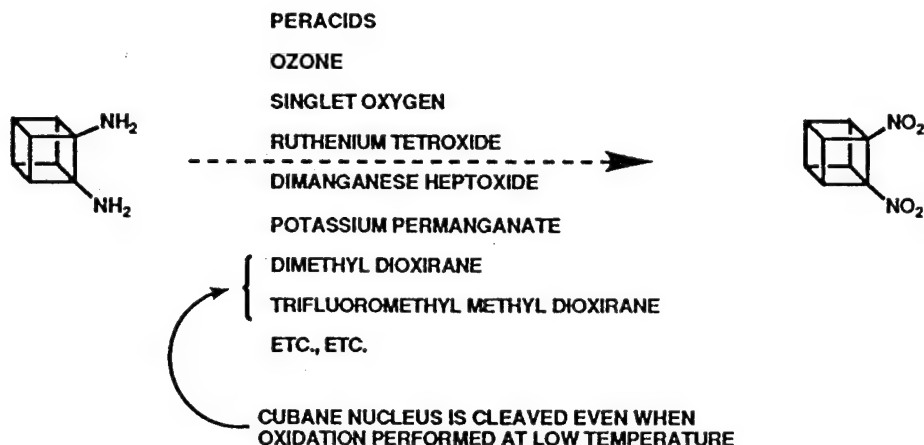 PERACIDS
OZONE
SINGLET OXYGEN
RUTHENIUM TETROXIDE
DIMANGANESE HEPTOXIDE
POTASSIUM PERMANGANATE
DIMETHYL DIOXIRANE
TRIFLUOROMETHYL METHYL DIOXIRANE
ETC., ETC.
NH₂
NH₂
NO₂
NO₂
CUBANE NUCLEUS IS CLEAVED EVEN WHEN
OXIDATION PERFORMED AT LOW TEMPERATURE